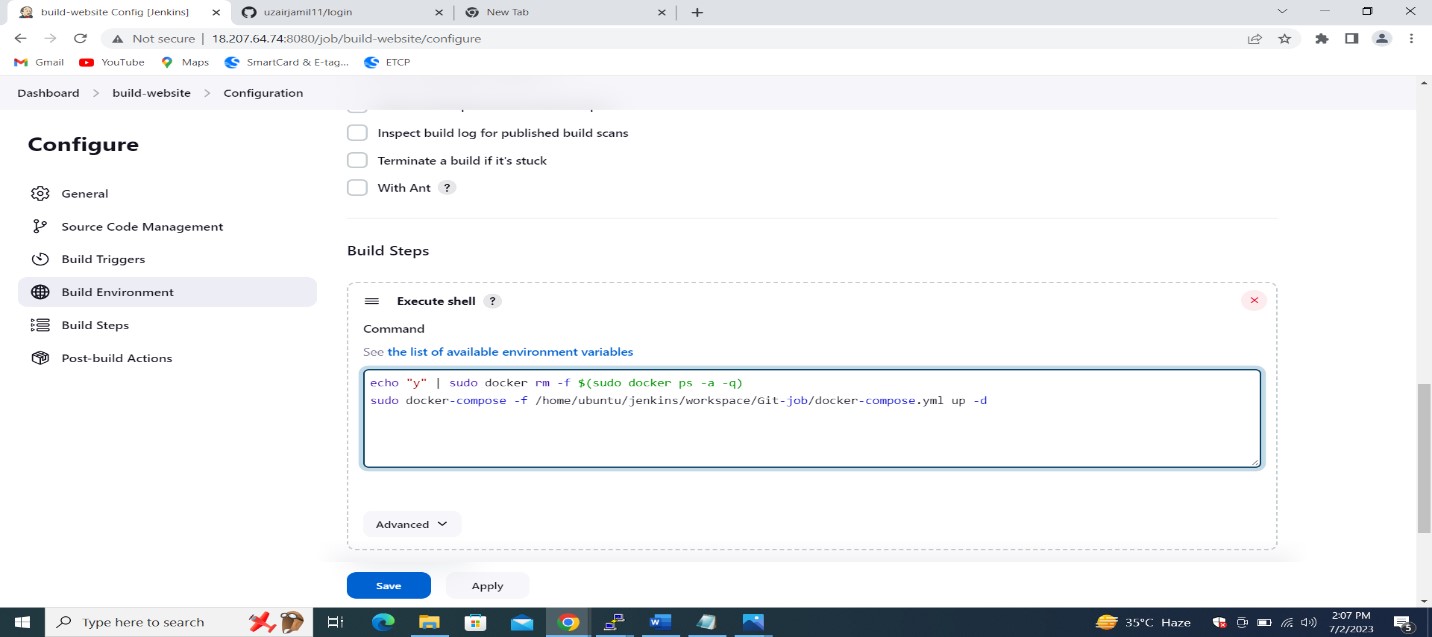 build-website Config [Jenkins]
uzairjamil11/login
New Tab
Not secure | 18.207.64.74:8080/job/build-website/configure
Gmail
YouTube
Maps
SmartCard & E-tag...
ETCP
Dashboard > build-website > Configuration
Configure
General
Source Code Management
Build Triggers
Build Environment
Build Steps
Post-build Actions
Inspect build log for published build scans
Terminate a build if it's stuck
With Ant ?
Build Steps
Execute shell ?
Command
See the list of available environment variables
echo "y" | sudo docker rm -f $(sudo docker ps -a -q)
sudo docker-compose -f /home/ubuntu/jenkins/workspace/Git-job/docker-compose.yml up -d
Advanced
Save
Apply
Type here to search
35°C Haze
2:07 PM
7/2/2023
5